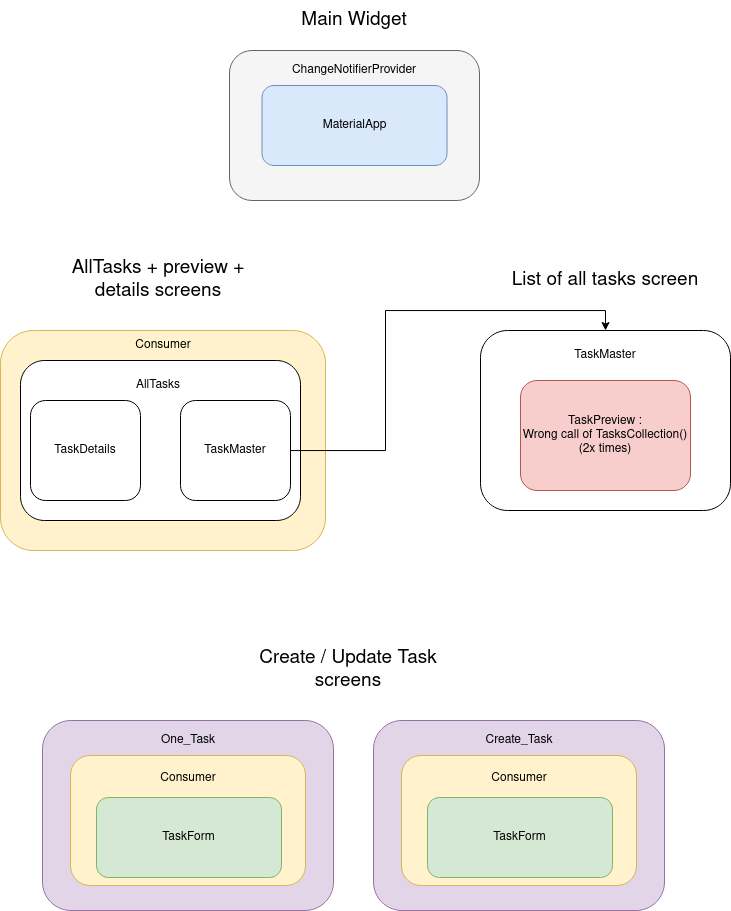 Main Widget
ChangeNotifierProvider
MaterialApp
AllTasks + preview +
details screens
List of all tasks screen
Consumer
AllTasks
TaskDetails
TaskMaster
TaskMaster
TaskPreview :
Wrong call of TasksCollection()
(2x times)
Create / Update Task
screens
One_Task
Consumer
TaskForm
Create_Task
Consumer
TaskForm